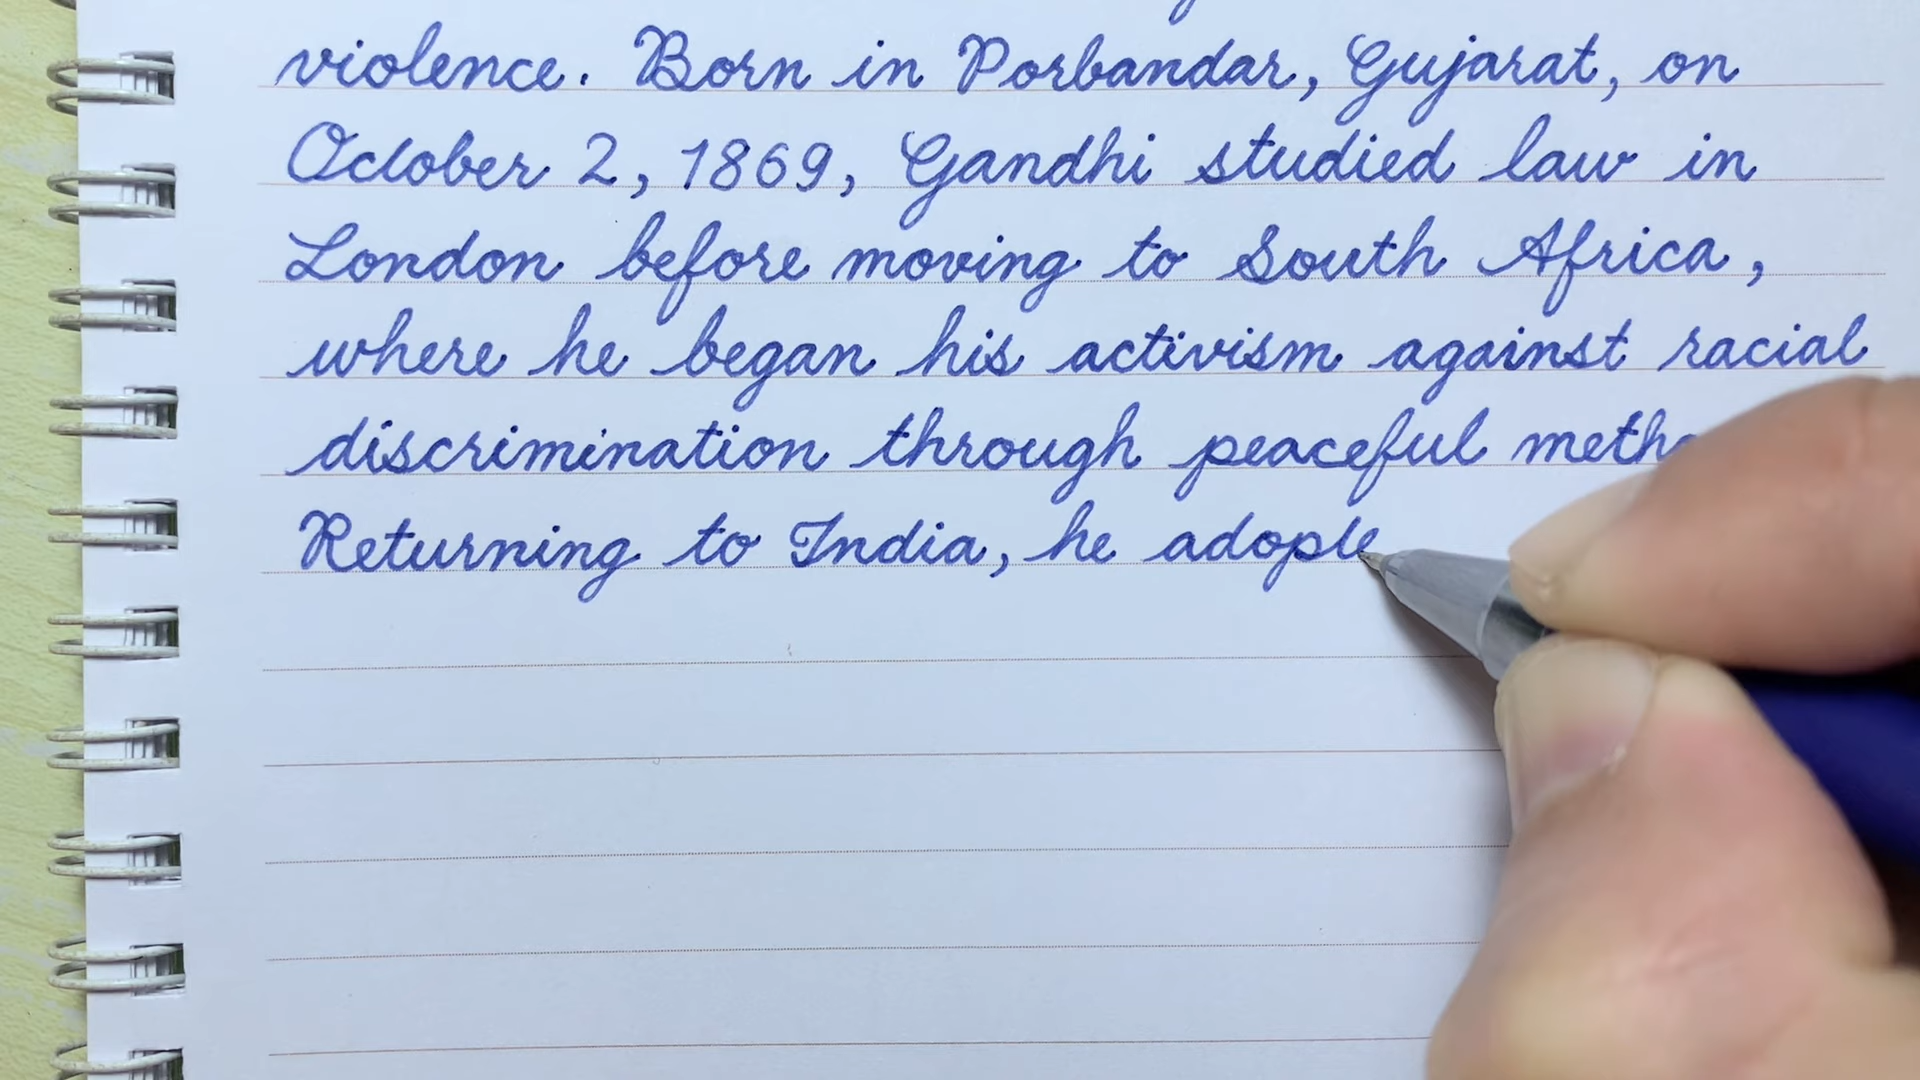 violence. Born in Porbandar, Gujarat, on
October 2, 1869, Gandhi studied law in
London before moving to South Africa,
where he began his activism against racial
discrimination through peaceful metho
Returning to India, he adopte